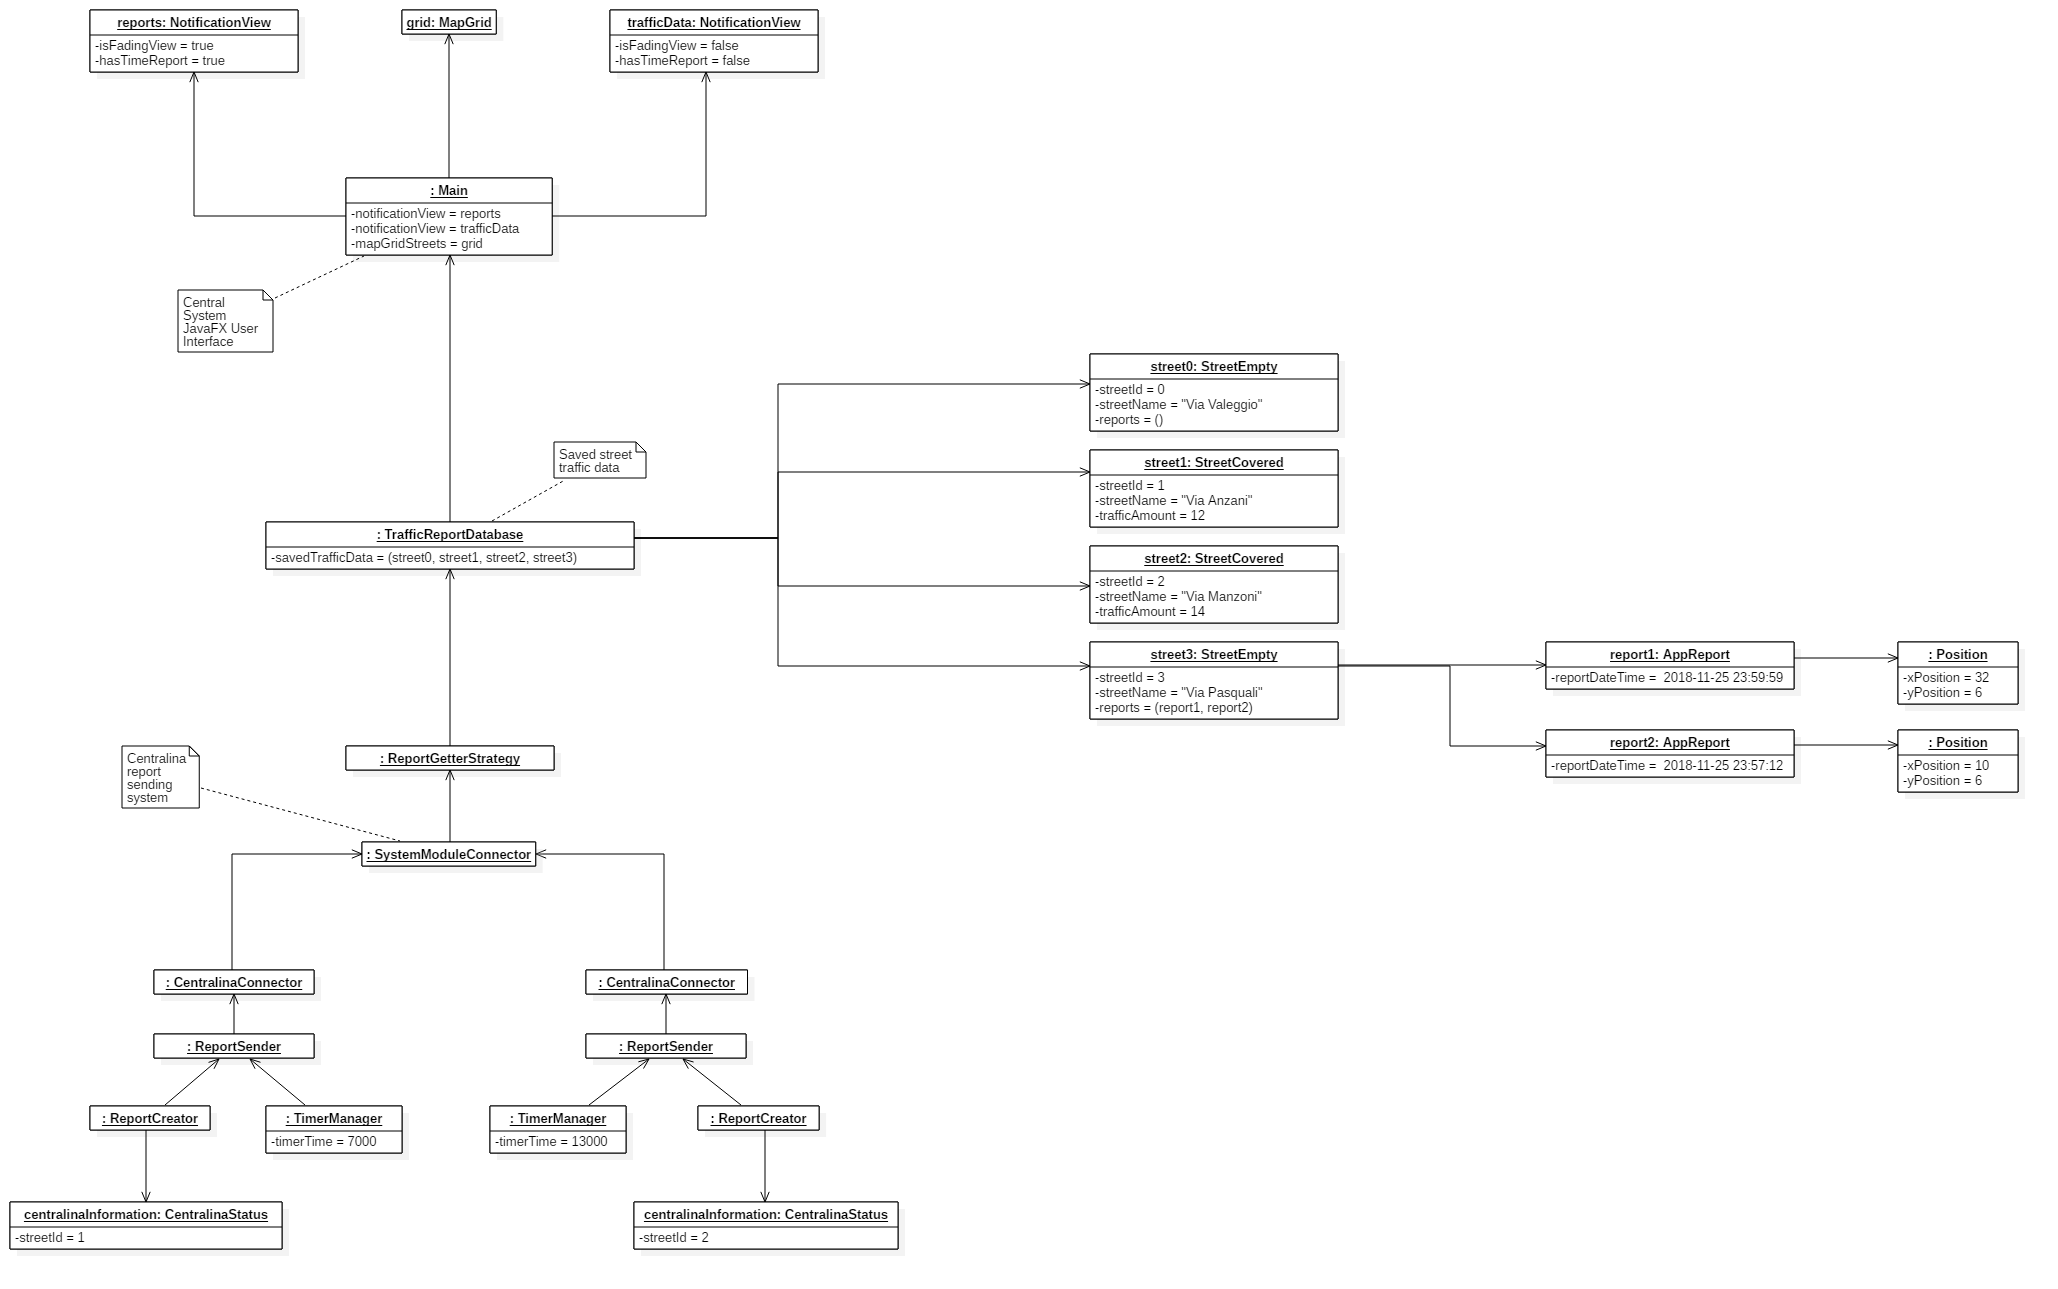 reports: NotificationView
-isFadingView = true
-hasTimeReport = true
grid: MapGrid
trafficData: NotificationView
-isFadingView = false
-hasTimeReport = false
: Main
-notificationView = reports
-notificationView = trafficData
-mapGridStreets = grid
Central
System
JavaFX User
Interface
street0: StreetEmpty
-streetId = 0
-streetName = "Via Valeggio"
-reports = ()
Saved street
traffic data
street1: StreetCovered
-streetId = 1
-streetName = "Via Anzani"
-trafficAmount = 12
: TrafficReportDatabase
-savedTrafficData = (street0, street1, street2, street3)
street2: StreetCovered
-streetId = 2
-streetName = "Via Manzoni"
-trafficAmount = 14
street3: StreetEmpty
-streetId = 3
-streetName = "Via Pasquali"
-reports = (report1, report2)
report1: AppReport
-reportDateTime =  2018-11-25 23:59:59
: Position
-xPosition = 32
-yPosition = 6
report2: AppReport
-reportDateTime =  2018-11-25 23:57:12
: Position
-xPosition = 10
-yPosition = 6
Centralina
report
sending
system
: ReportGetterStrategy
: SystemModuleConnector
: CentralinaConnector
: CentralinaConnector
: ReportSender
: ReportSender
: ReportCreator
: TimerManager
-timerTime = 7000
: TimerManager
-timerTime = 13000
: ReportCreator
centralinaInformation: CentralinaStatus
-streetId = 1
centralinaInformation: CentralinaStatus
-streetId = 2